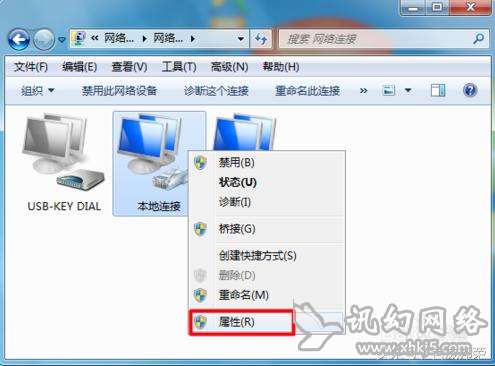 « 网络... ▸ 网络... ▸
搜索 网络连接
文件(F) 编辑(E) 查看(V) 工具(T) 高级(N) 帮助(H)
组织 禁用此网络设备 诊断这个连接 重命名此连接 »
USB-KEY DIAL
本地连接
禁用(B)
状态(U)
诊断(I)
桥接(G)
创建快捷方式(S)
删除(D)
重命名(M)
属性(R)
讯幻网络
www.xhkj5.com